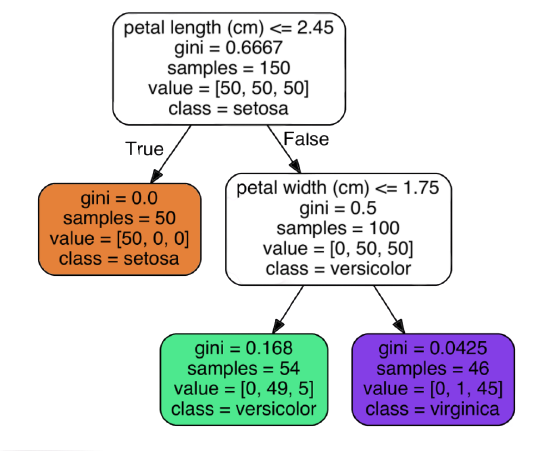 petal length (cm) <= 2.45
gini = 0.6667
samples = 150
value = [50, 50, 50]
class = setosa
True
False
gini = 0.0
samples = 50
value = [50, 0, 0]
class = setosa
petal width (cm) <= 1.75
gini = 0.5
samples = 100
value = [0, 50, 50]
class = versicolor
gini = 0.168
samples = 54
value = [0, 49, 5]
class = versicolor
gini = 0.0425
samples = 46
value = [0, 1, 45]
class = virginica